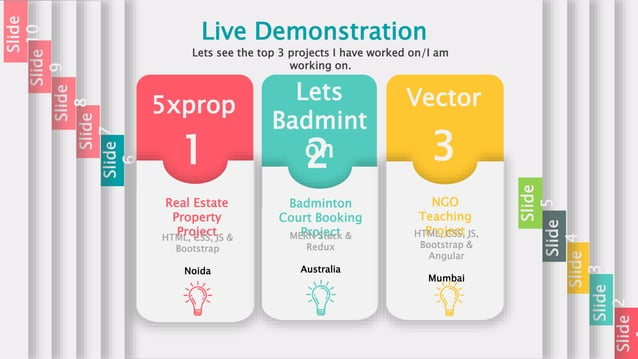 Live Demonstration
Lets see the top 3 projects I have worked on/I am
working on.
5xprop
1
Real Estate
Property
Project
HTML, CSS, JS &
Bootstrap
Noida
Lets
Badmint
on
2
Badminton
Court Booking
Project
MERN Stack &
Redux
Australia
Vector
3
NGO
Teaching
Project
HTML, CSS, JS,
Bootstrap &
Angular
Mumbai
Slide
10
Slide
9
Slide
8
Slide
7
Slide
6
Slide
5
Slide
4
Slide
3
Slide
2
Slide